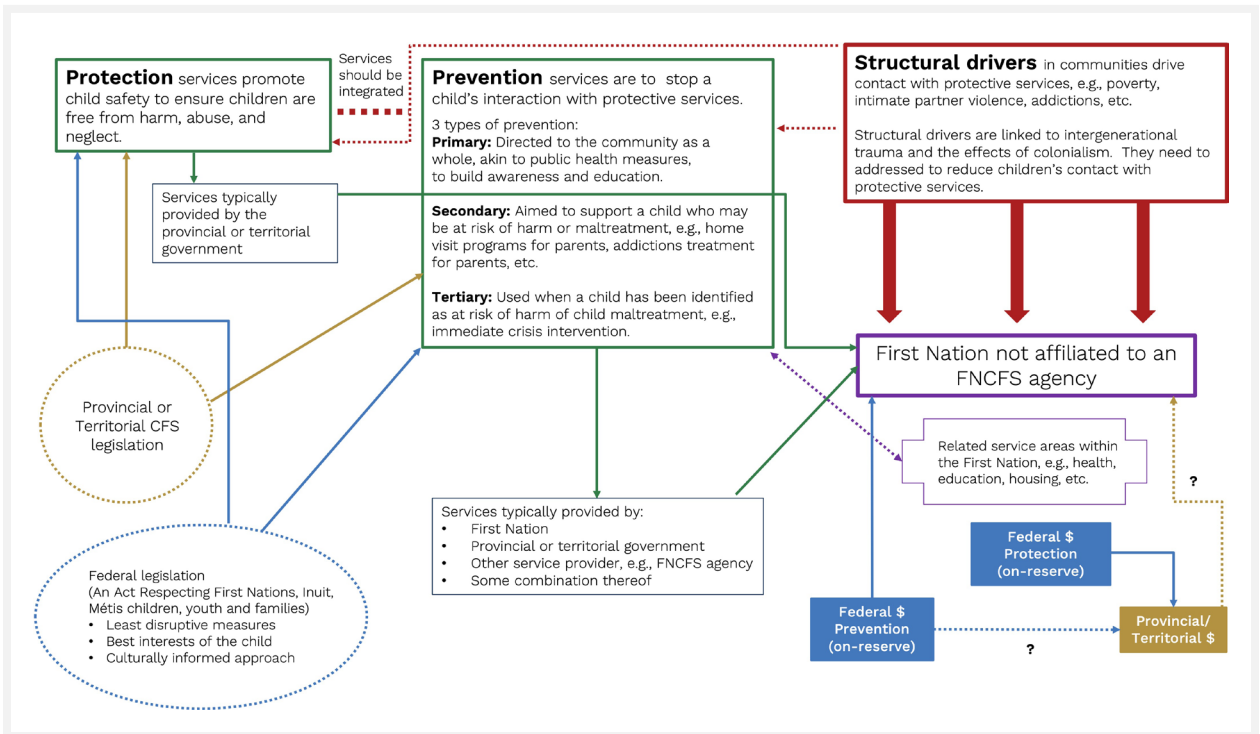 Protection services promote
child safety to ensure children are
free from harm, abuse, and
neglect.
Services
should be
integrated
Prevention services are to stop a
child's interaction with protective services.
3 types of prevention:
Primary: Directed to the community as a
whole, akin to public health measures,
to build awareness and education.
Secondary: Aimed to support a child who may
be at risk of harm or maltreatment, e.g., home
visit programs for parents, addictions treatment
for parents, etc.
Tertiary: Used when a child has been identified
as at risk of harm of child maltreatment, e.g.,
immediate crisis intervention.
Structural drivers in communities drive
contact with protective services, e.g., poverty,
intimate partner violence, addictions, etc.
Structural drivers are linked to intergenerational
trauma and the effects of colonialism. They need to
addressed to reduce children's contact with
protective services.
Services typically
provided by the
provincial or territorial
government
First Nation not affiliated to an
FNCFS agency
Provincial or
Territorial CFS
legislation
Related service areas within
the First Nation, e.g., health,
education, housing, etc.
?
Services typically provided by:
• First Nation
• Provincial or territorial government
• Other service provider, e.g., FNCFS agency
• Some combination thereof
Federal $
Protection
(on-reserve)
Federal legislation
(An Act Respecting First Nations, Inuit,
Métis children, youth and families)
• Least disruptive measures
• Best interests of the child
• Culturally informed approach
Federal $
Prevention
(on-reserve)
?
Provincial/
Territorial $